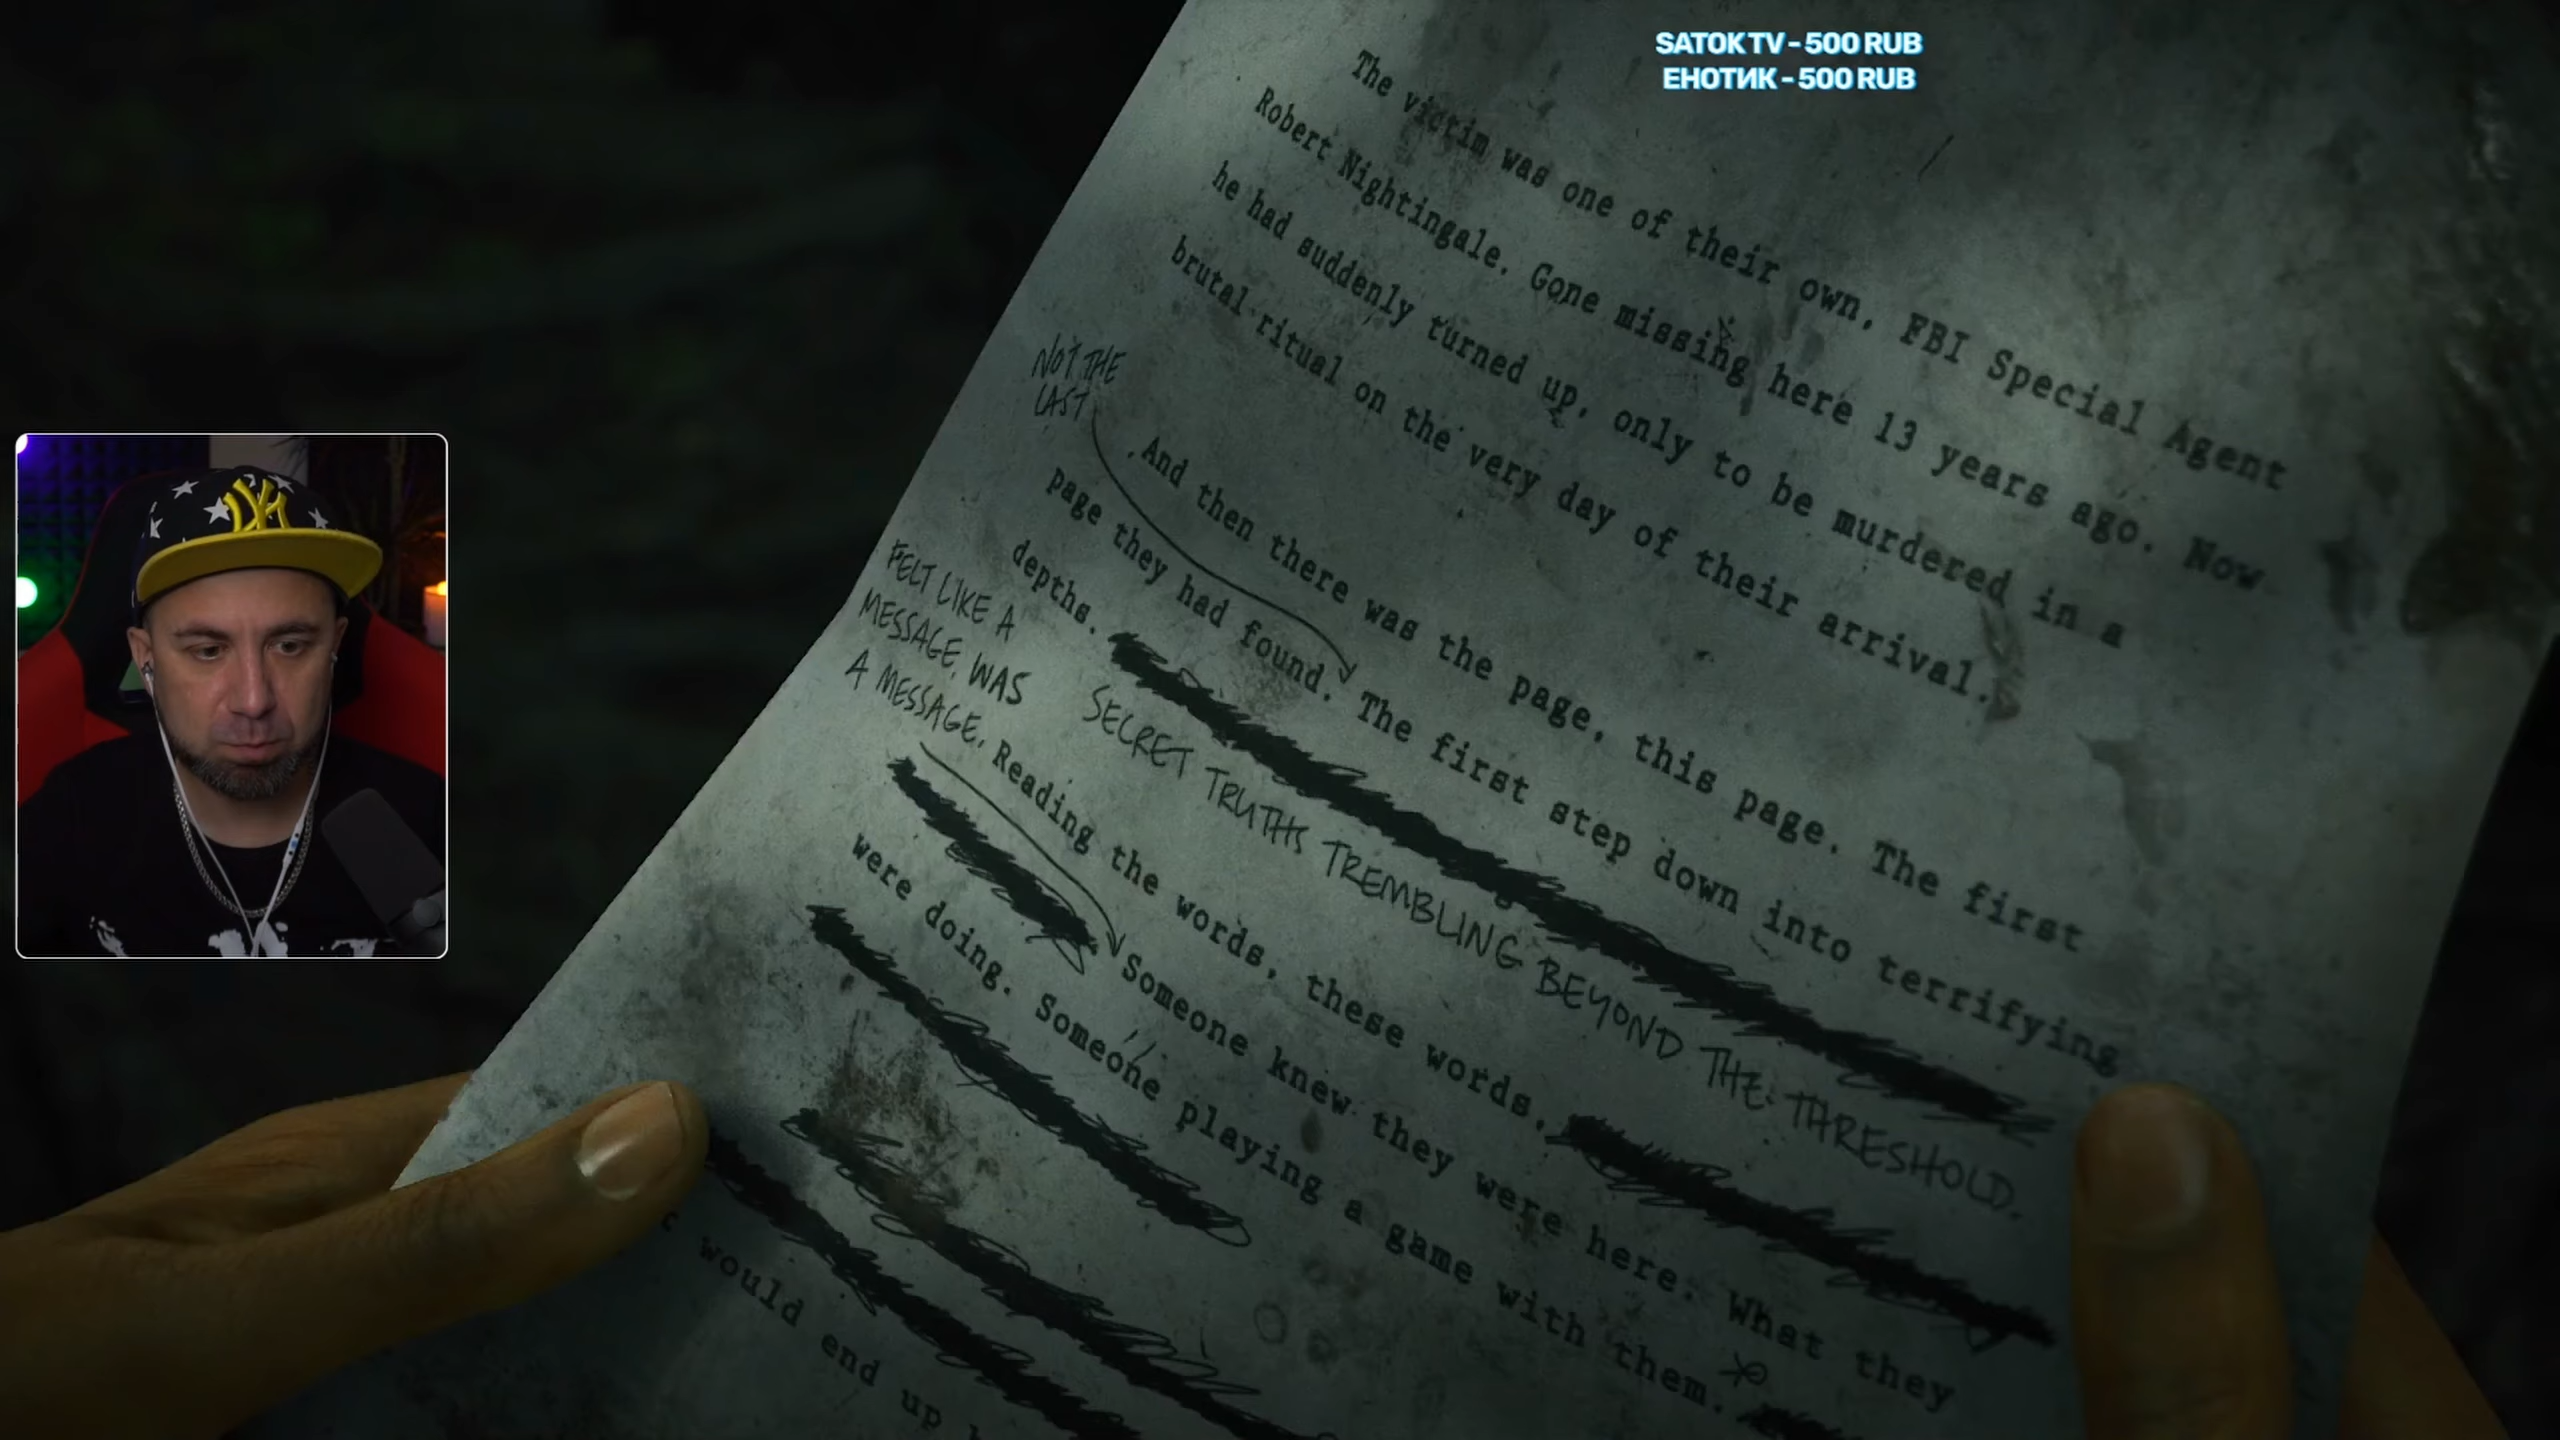 SATOK TV - 500 RUB
ЕНОТИК - 500 RUB
The victim was one of their own, FBI Special Agent
Robert Nightingale. Gone missing here 13 years ago. Now
he had suddenly turned up, only to be murdered in a
brutal ritual on the very day of their arrival.
NOT THE
LAST
And then there was the page, this page. The first
page they had found. The first step down into terrifying
depths.
SECRET TRUTHS TREMBLING BEYOND THE THRESHOLD.
FELT LIKE A
MESSAGE, WAS
A MESSAGE.
Reading the words, these words.
Someone knew they were here. What they
were doing. Someone playing a game with them.
would end up
NY